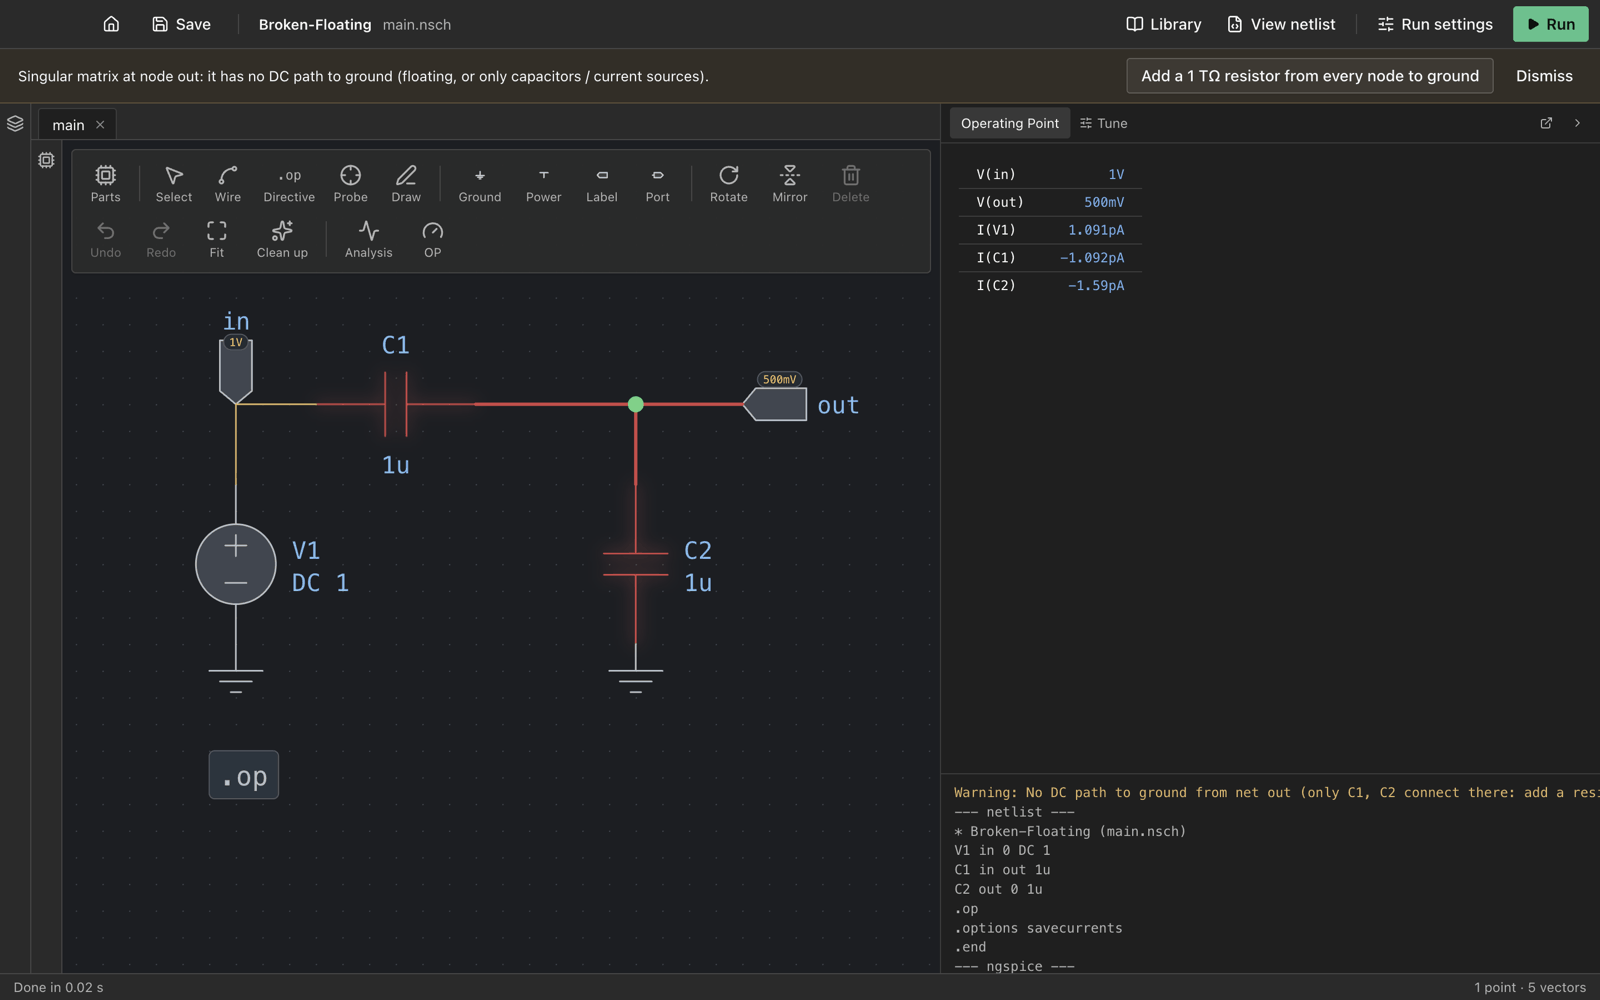 Save
Broken-Floating main.nsch
Library
View netlist
Run settings
Run
Singular matrix at node out: it has no DC path to ground (floating, or only capacitors / current sources).
Add a 1 TΩ resistor from every node to ground
Dismiss
main
Parts
Select
Wire
.op
Directive
Probe
Draw
Ground
Power
Label
Port
Rotate
Mirror
Delete
Undo
Redo
Fit
Clean up
Analysis
OP
in
1V
C1
1u
500mV
out
V1
DC 1
C2
1u
.op
Operating Point
Tune
V(in) 1V
V(out) 500mV
I(V1) 1.091pA
I(C1) −1.092pA
I(C2) −1.59pA
Warning: No DC path to ground from net out (only C1, C2 connect there: add a
--- netlist ---
* Broken-Floating (main.nsch)
V1 in 0 DC 1
C1 in out 1u
C2 out 0 1u
.op
.options savecurrents
.end
--- ngspice ---
Done in 0.02 s
1 point · 5 vectors